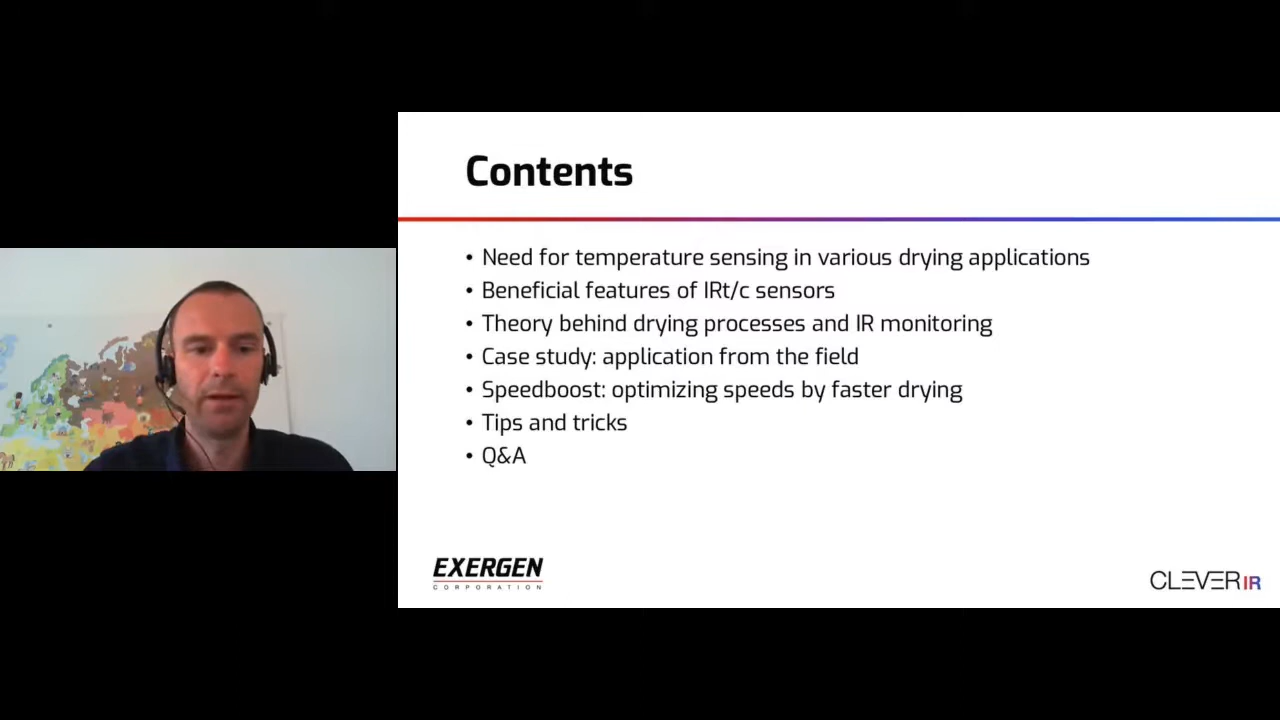 Contents
• Need for temperature sensing in various drying applications
• Beneficial features of IRt/c sensors
• Theory behind drying processes and IR monitoring
• Case study: application from the field
• Speedboost: optimizing speeds by faster drying
• Tips and tricks
• Q&A
EXERGEN
CORPORATION
CLEVER IR